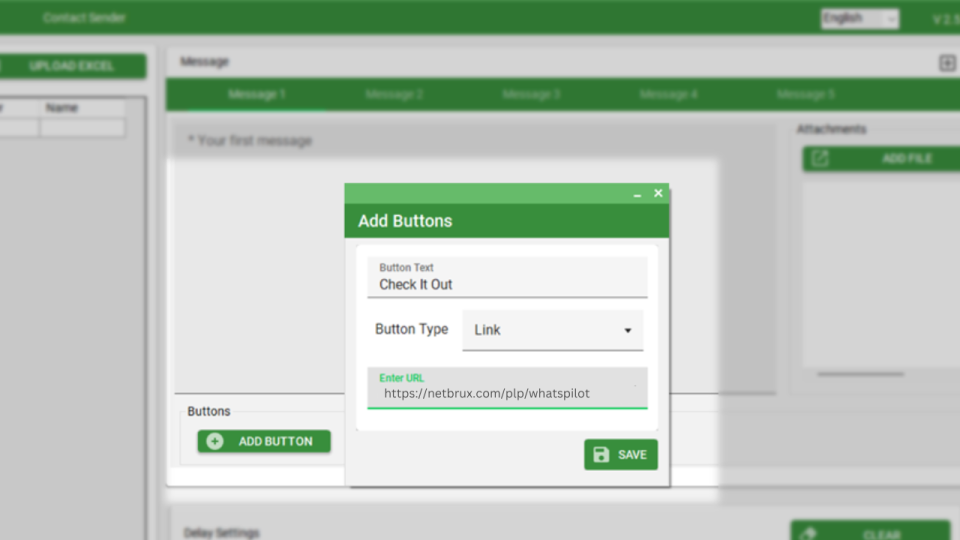 Contact Sender
English
V 2.
UPLOAD EXCEL
Name
Message
Message 1
Message 2
Message 3
Message 4
Message 5
* Your first message
Attachments
ADD FILE
Add Buttons
Button Text
Check It Out
Button Type
Link
Enter URL
https://netbrux.com/plp/whatspilot
SAVE
Buttons
ADD BUTTON
Delay Settings
CLEAR